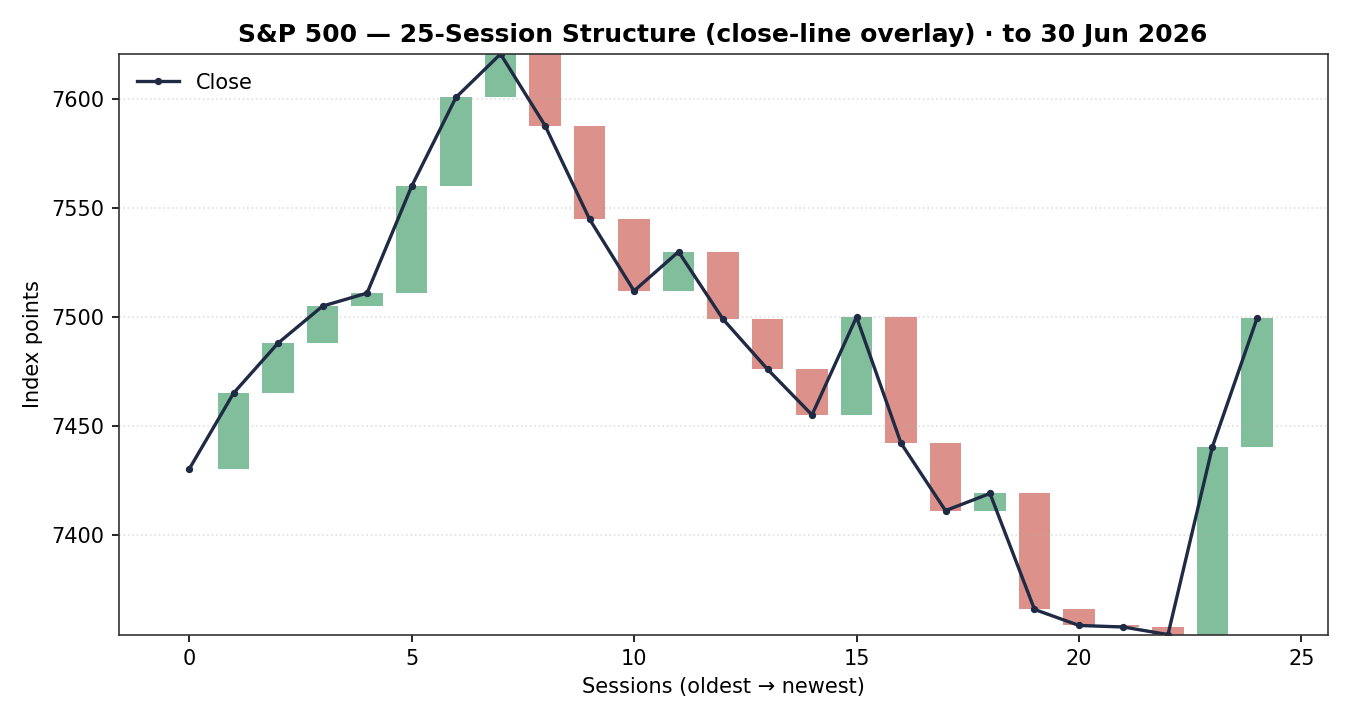 S&P 500 — 25-Session Structure (close-line overlay) · to 30 Jun 2026
Close
7600
7550
7500
7450
7400
Index points
0 5 10 15 20 25
Sessions (oldest → newest)